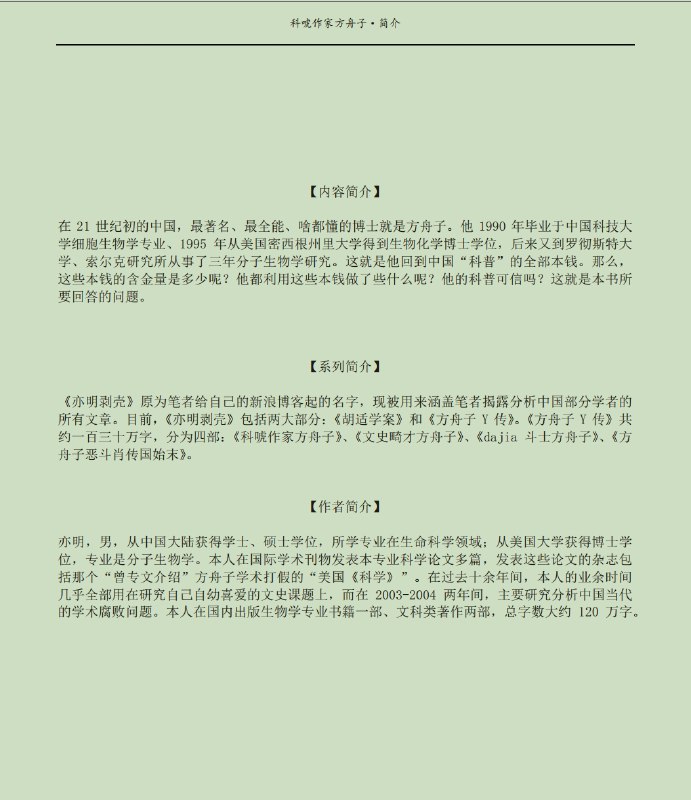 科唬作家方舟子·简介
【内容简介】
在 21 世纪初的中国，最著名、最全能、啥都懂的博士就是方舟子。他 1990 年毕业于中国科技大
学细胞生物学专业、1995 年从美国密西根州里大学得到生物化学博士学位，后来又到罗彻斯特大
学、索尔克研究所从事了三年分子生物学研究。这就是他回到中国“科普”的全部本钱。那么，
这些本钱的含金量是多少呢？他都利用这些本钱做了些什么呢？他的科普可信吗？这就是本书所
要回答的问题。
【系列简介】
《亦明剥壳》原为笔者给自己的新浪博客起的名字，现被用来涵盖笔者揭露分析中国部分学者的
所有文章。目前，《亦明剥壳》包括两大部分：《胡适学案》和《方舟子 Y 传》。《方舟子 Y 传》共
约一百三十万字，分为四部：《科唬作家方舟子》、《文史畸才方舟子》、《dajia 斗士方舟子》、《方
舟子恶斗肖传国始末》。
【作者简介】
亦明，男，从中国大陆获得学士、硕士学位，所学专业在生命科学领域；从美国大学获得博士学
位，专业是分子生物学。本人在国际学术刊物发表本专业科学论文多篇，发表这些论文的杂志包
括那个“曾专文介绍”方舟子学术打假的“美国《科学》”。在过去十余年间，本人的业余时间
几乎全部用在研究自己自幼喜爱的文史课题上，而在 2003-2004 两年间，主要研究分析中国当代
的学术腐败问题。本人在国内出版生物学专业书籍一部、文科类著作两部，总字数大约 120 万字。